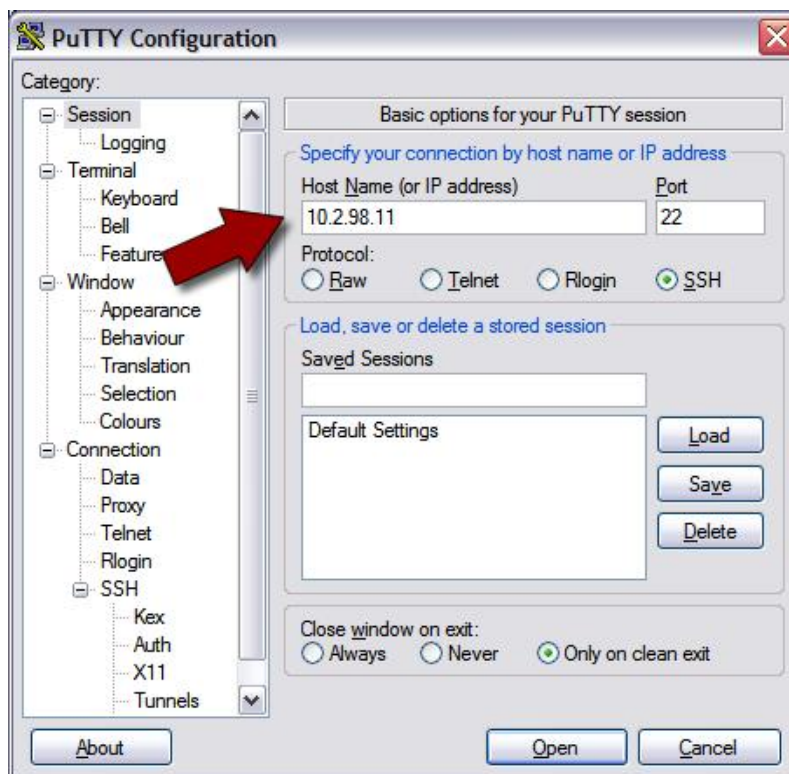 PuTTY Configuration
Category:
Session
Logging
Terminal
Keyboard
Bell
Feature
Window
Appearance
Behaviour
Translation
Selection
Colours
Connection
Data
Proxy
Telnet
Rlogin
SSH
Kex
Auth
X11
Tunnels
Basic options for your PuTTY session
Specify your connection by host name or IP address
Host Name (or IP address) Port
10.2.98.11 22
Protocol:
Raw Telnet Rlogin SSH
Load, save or delete a stored session
Saved Sessions
Default Settings
Load
Save
Delete
Close window on exit:
Always Never Only on clean exit
About Open Cancel